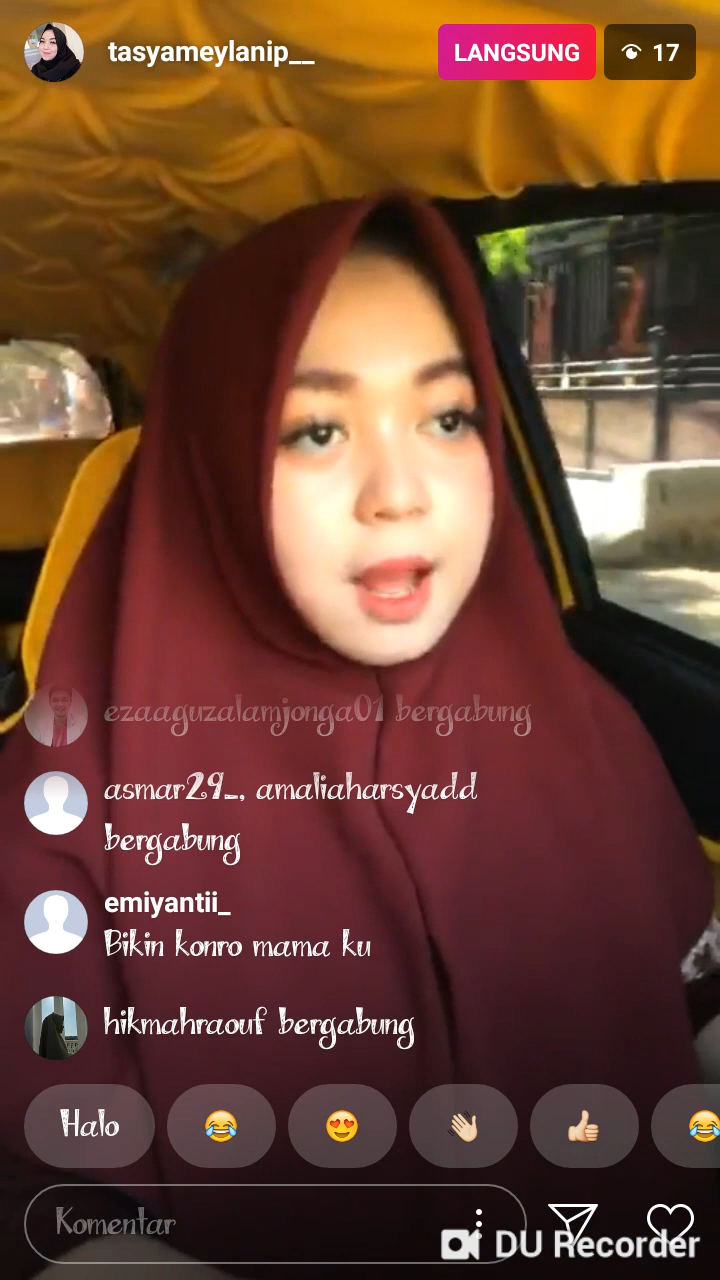 tasyameylanip__ LANGSUNG 17
ezaaguzalamjonga01 bergabung
asmar29_, amaliaharsyadd
bergabung
emiyantii_
Bikin konro mama ku
hikmahraouf bergabung
Halo
Komentar
DU Recorder